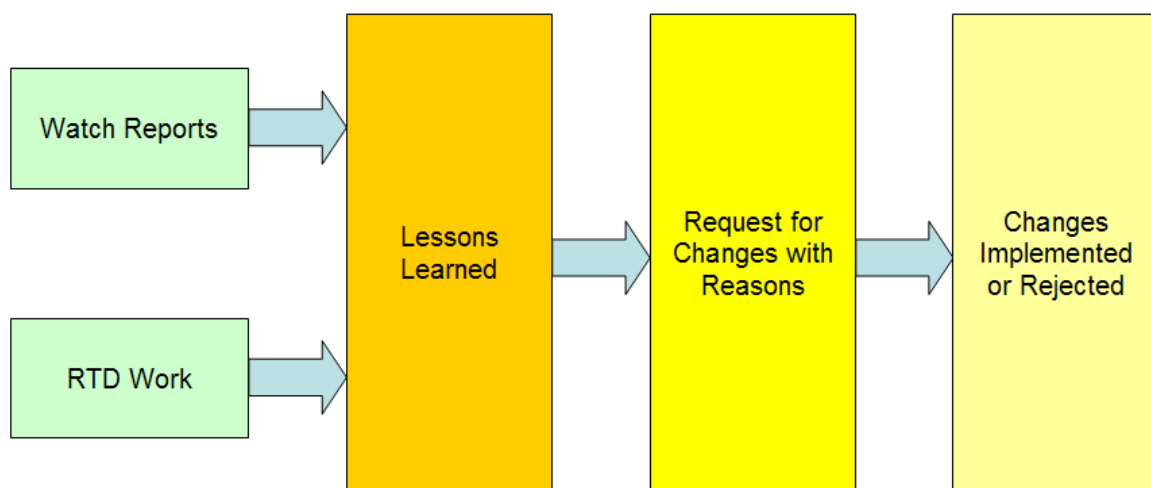 Watch Reports
RTD Work
Lessons
Learned
Request for
Changes with
Reasons
Changes
Implemented
or Rejected